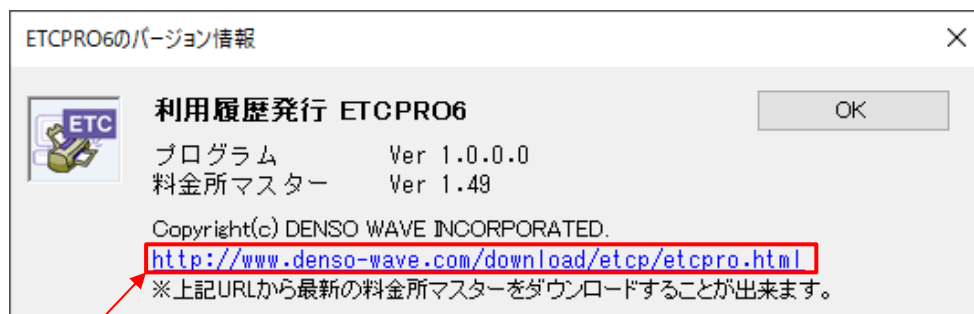 ETCPRO6のバージョン情報
ETC
利用履歴発行 ETCPRO6
OK
プログラム Ver 1.0.0.0
料金所マスター Ver 1.49
Copyright(c) DENSO WAVE INCORPORATED.
http://www.denso-wave.com/download/etcp/etcpro.html
※上記URLから最新の料金所マスターをダウンロードすることが出来ます。